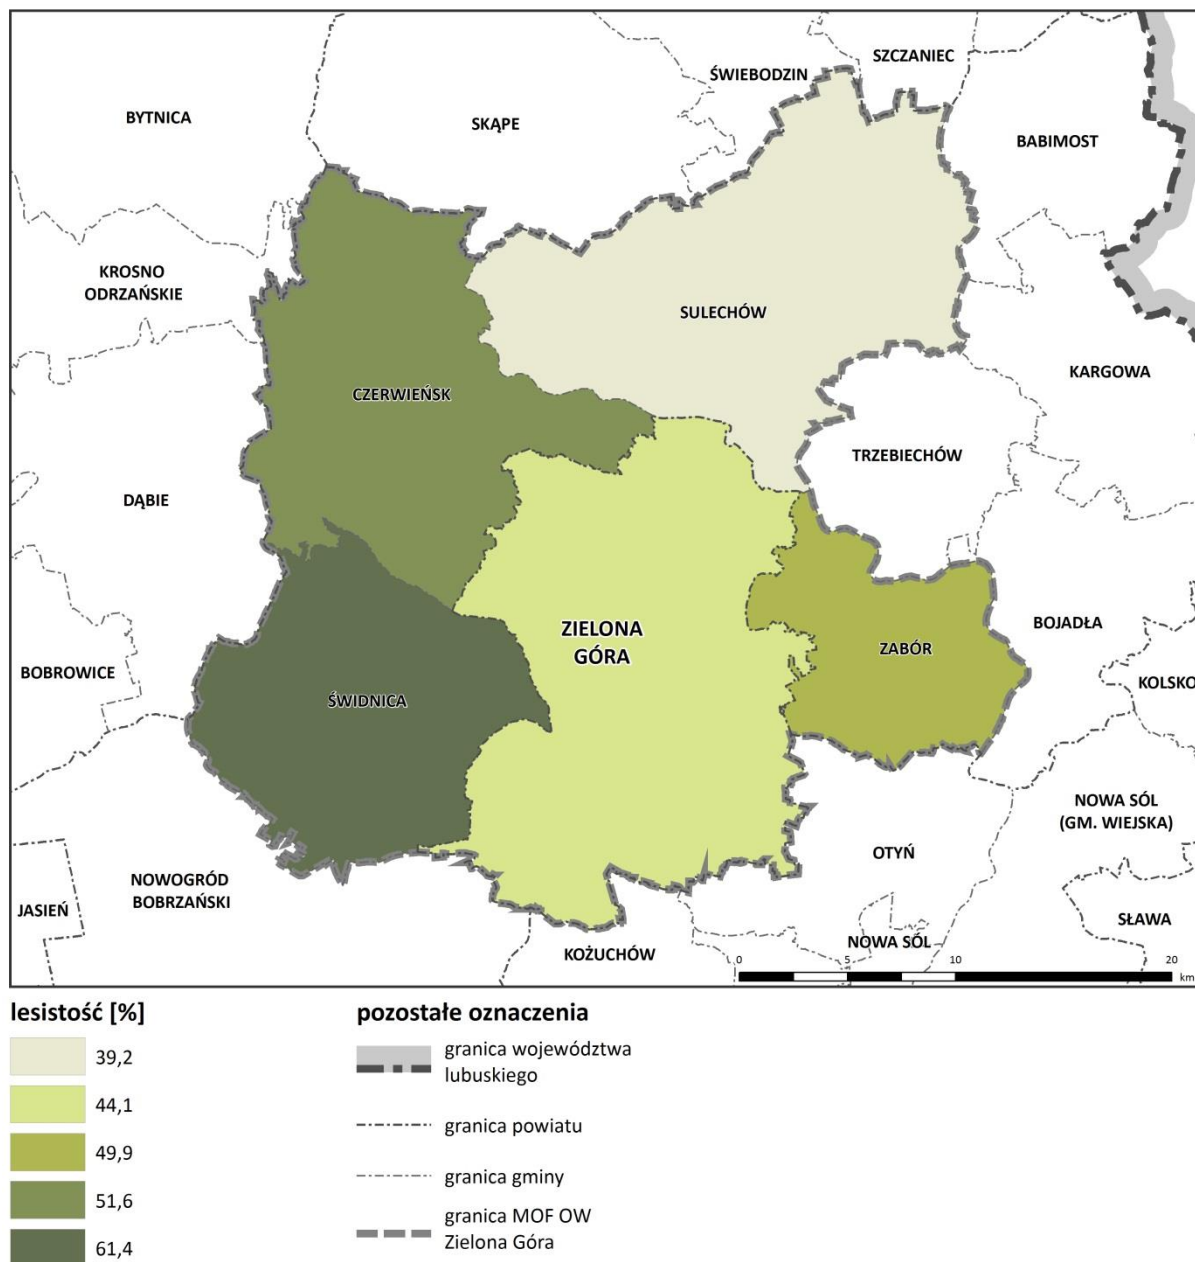 SZCZANIEC
ŚWIEBODZIN
BYTNICA
SKĄPE
BABIMOST
KROSNO
ODRZAŃSKIE
SULECHÓW
KARGOWA
CZERWIEŃSK
TRZEBIECHÓW
DĄBIE
ZIELONA
GÓRA
BOJADŁA
ZABÓR
BOBROWICE
KOLSKO
ŚWIDNICA
NOWA SÓL
(GM. WIEJSKA)
OTYŃ
NOWOGRÓD
BOBRZAŃSKI
JASIEŃ
SŁAWA
NOWA SÓL
KOŻUCHÓW
0 5 10 20
km
lesistość [%]
39,2
44,1
49,9
51,6
61,4
pozostałe oznaczenia
granica województwa
lubuskiego
granica powiatu
granica gminy
granica MOF OW
Zielona Góra